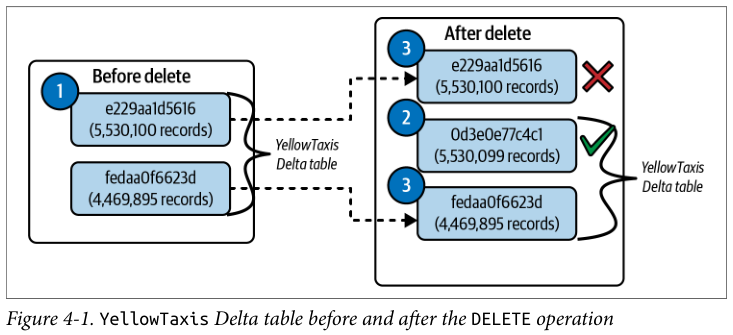 Before delete
1
e229aa1d5616
(5,530,100 records)
fedaa0f6623d
(4,469,895 records)
YellowTaxis
Delta table
After delete
3
e229aa1d5616
(5,530,100 records)
2
0d3e0e77c4c1
(5,530,099 records)
3
fedaa0f6623d
(4,469,895 records)
YellowTaxis
Delta table
Figure 4-1. YellowTaxis Delta table before and after the DELETE operation